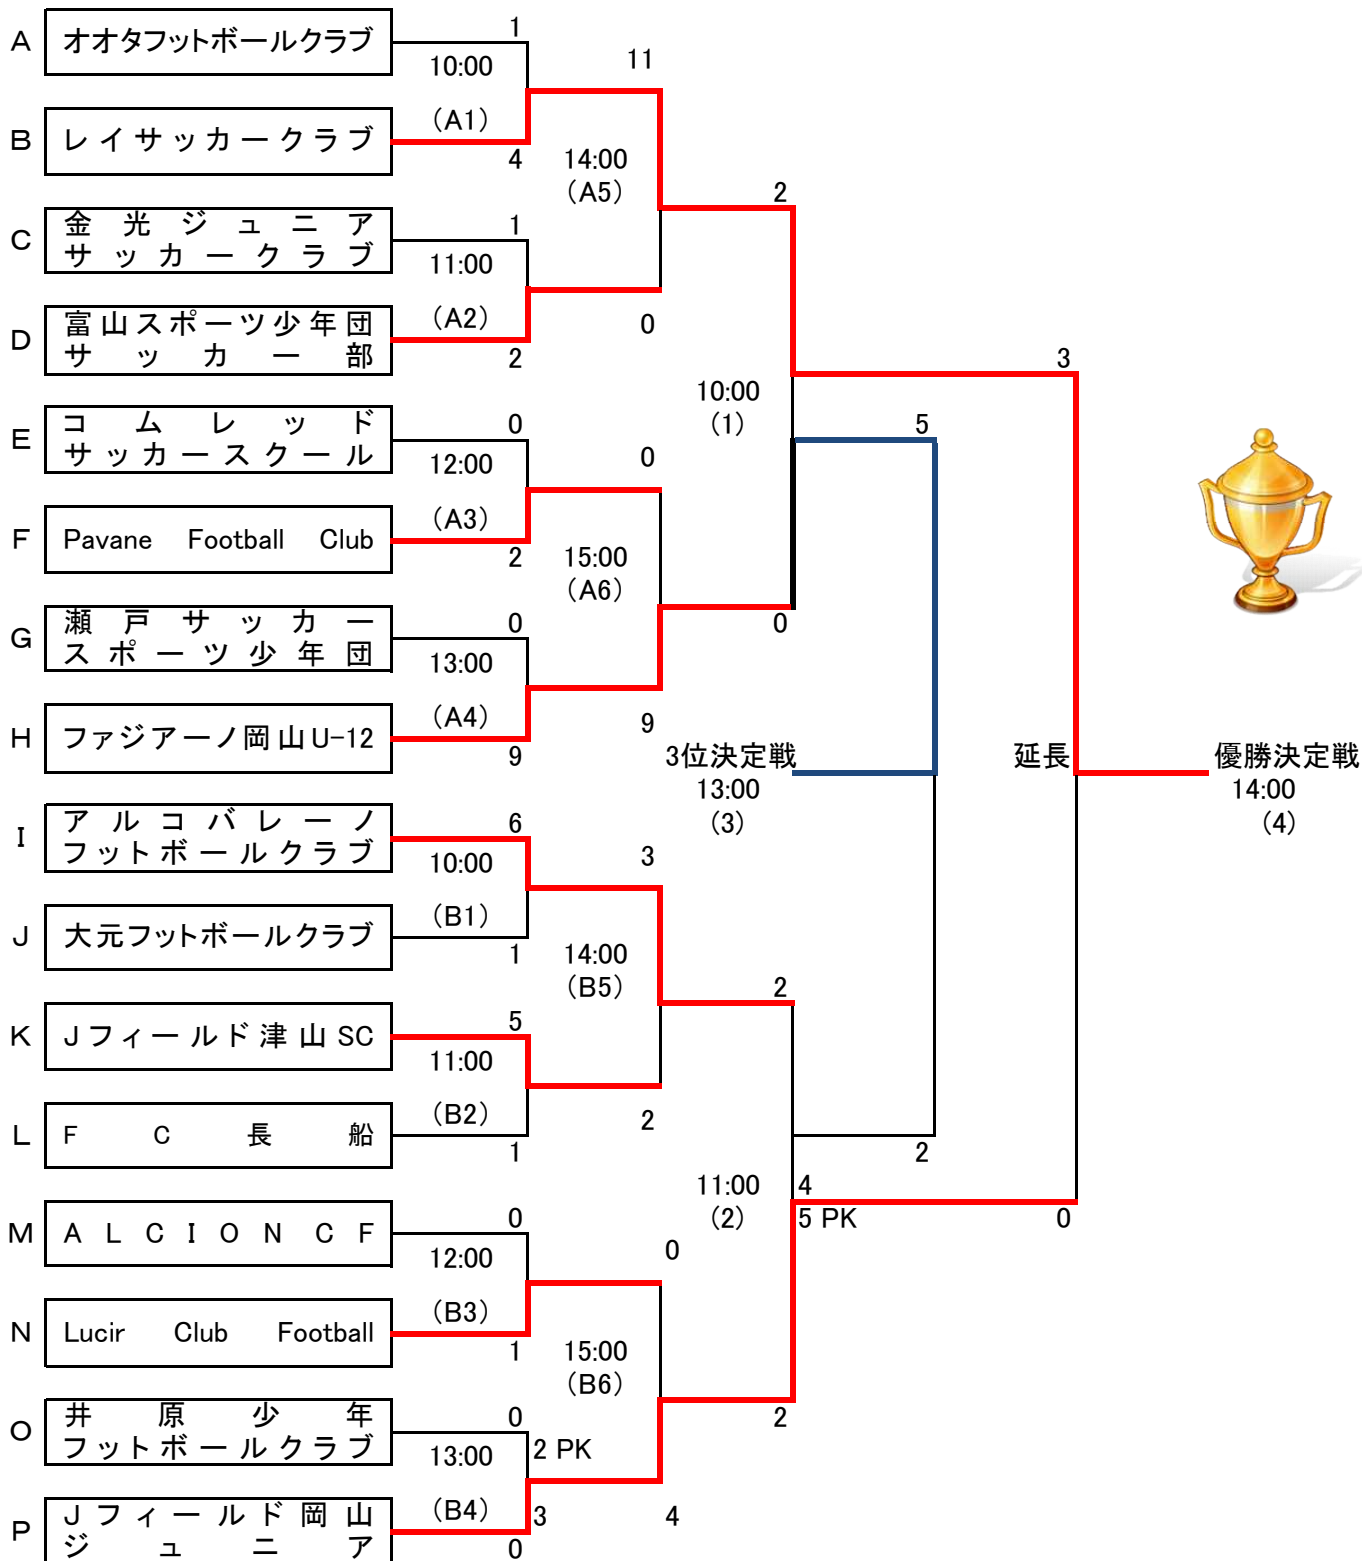 A オオタフットボールクラブ
1
10:00
(A1)
B レイサッカークラブ
4
11
14:00
(A5)
C 金光ジュニア
サッカークラブ
1
11:00
(A2)
D 富山スポーツ少年団
サッカー部
2
0
2
E コムレッド
サッカースクール
0
12:00
(A3)
F Pavane Football Club
2
0
15:00
(A6)
G 瀬戸サッカー
スポーツ少年団
0
13:00
(A4)
H ファジアーノ岡山U-12
9
9
10:00
(1)
0
3
5
3位決定戦
13:00
(3)
延長
優勝決定戦
14:00
(4)
I アルコバレーノ
フットボールクラブ
6
10:00
(B1)
J 大元フットボールクラブ
1
3
14:00
(B5)
2
K Jフィールド津山SC
5
11:00
(B2)
L FC長船
1
2
2
11:00
(2)
4
5 PK
0
M ALCION CF
0
12:00
(B3)
N Lucir Club Football
1
0
15:00
(B6)
2
O 井原少年
フットボールクラブ
0
2 PK
13:00
(B4)
P Jフィールド岡山
ジュニア
3
0
4